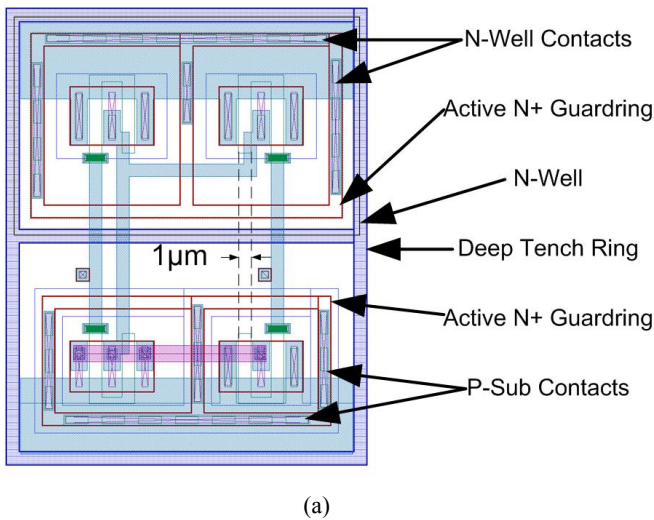 N-Well Contacts
Active N+ Guardring
N-Well
Deep Tench Ring
1µm
Active N+ Guardring
P-Sub Contacts
(a)